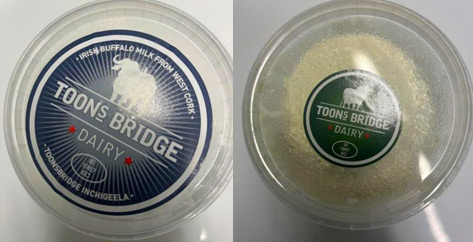 · IRISH BUFFALO MILK FROM WEST CORK ·
TOONS BRIDGE
DAIRY
· TOONSBRIDGE INCHIGEELA ·
TOONS BRIDGE
DAIRY